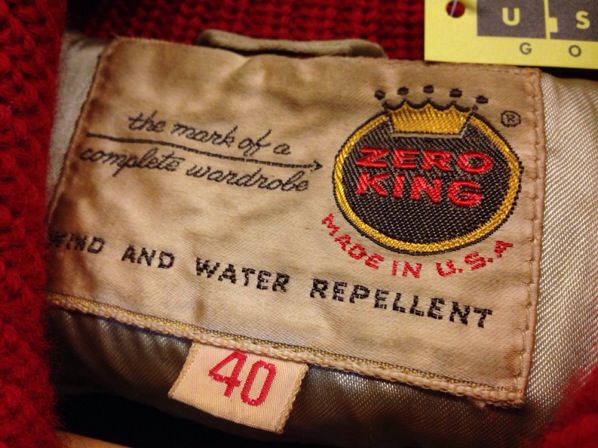 U S
G O
the mark of a
complete wardrobe
®
ZERO
KING
MADE IN U.S.A
WIND AND WATER REPELLENT
40